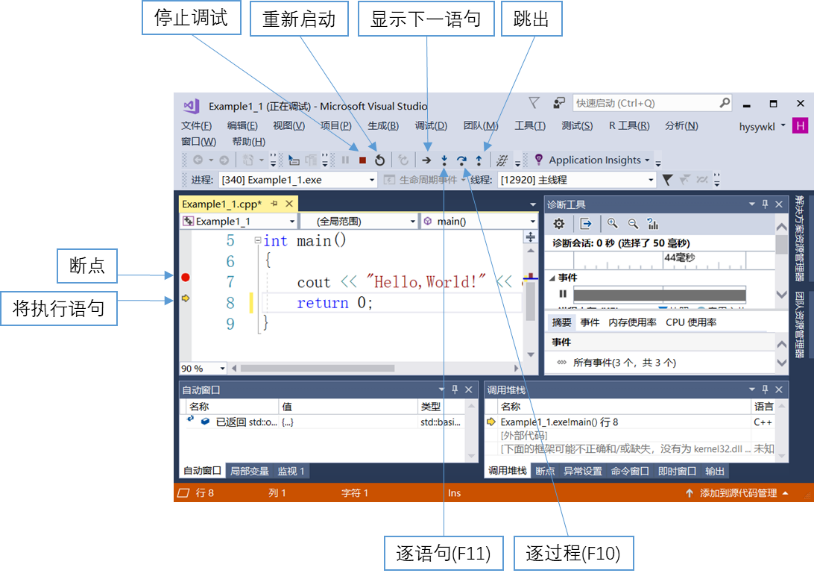 停止调试
重新启动
显示下一语句
跳出
Example1_1 (正在调试) - Microsoft Visual Studio
快速启动 (Ctrl+Q)
文件(F) 编辑(E) 视图(V) 项目(P) 生成(B) 调试(D) 团队(M) 工具(T) 测试(S) R 工具(R) 分析(N) hysywkl H
窗口(W) 帮助(H)
Application Insights
进程: [340] Example1_1.exe 生命周期事件 线程: [12920] 主线程
Example1_1.cpp*
Example1_1 (全局范围) main()
5 int main()
6 {
断点
7 cout << "Hello,World!" <<
将执行语句
8 return 0;
9 }
90 %
诊断工具
诊断会话: 0 秒 (选择了 50 毫秒)
44毫秒
事件
摘要 事件 内存使用率 CPU 使用率
事件
所有事件(3 个，共 3 个)
解决方案资源管理器
团队资源管理器
自动窗口
名称 值 类型
已返回 std::o... {...} std::basi...
自动窗口 局部变量 监视 1
调用堆栈
名称 语言
Example1_1.exe!main() 行 8 C++
[外部代码]
[下面的框架可能不正确和/或缺失，没有为 kernel32.dll ... 未知
调用堆栈 断点 异常设置 命令窗口 即时窗口 输出
行 8 列 1 字符 1 Ins 添加到源代码管理
逐语句(F11)
逐过程(F10)